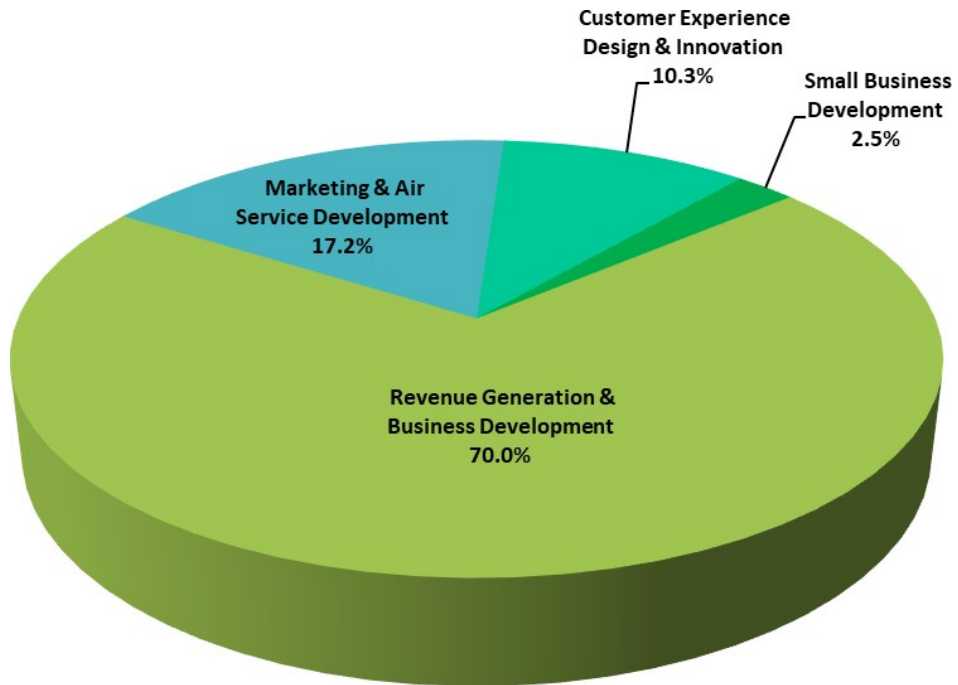 Customer Experience
Design & Innovation
10.3%
Small Business
Development
2.5%
Marketing & Air
Service Development
17.2%
Revenue Generation &
Business Development
70.0%